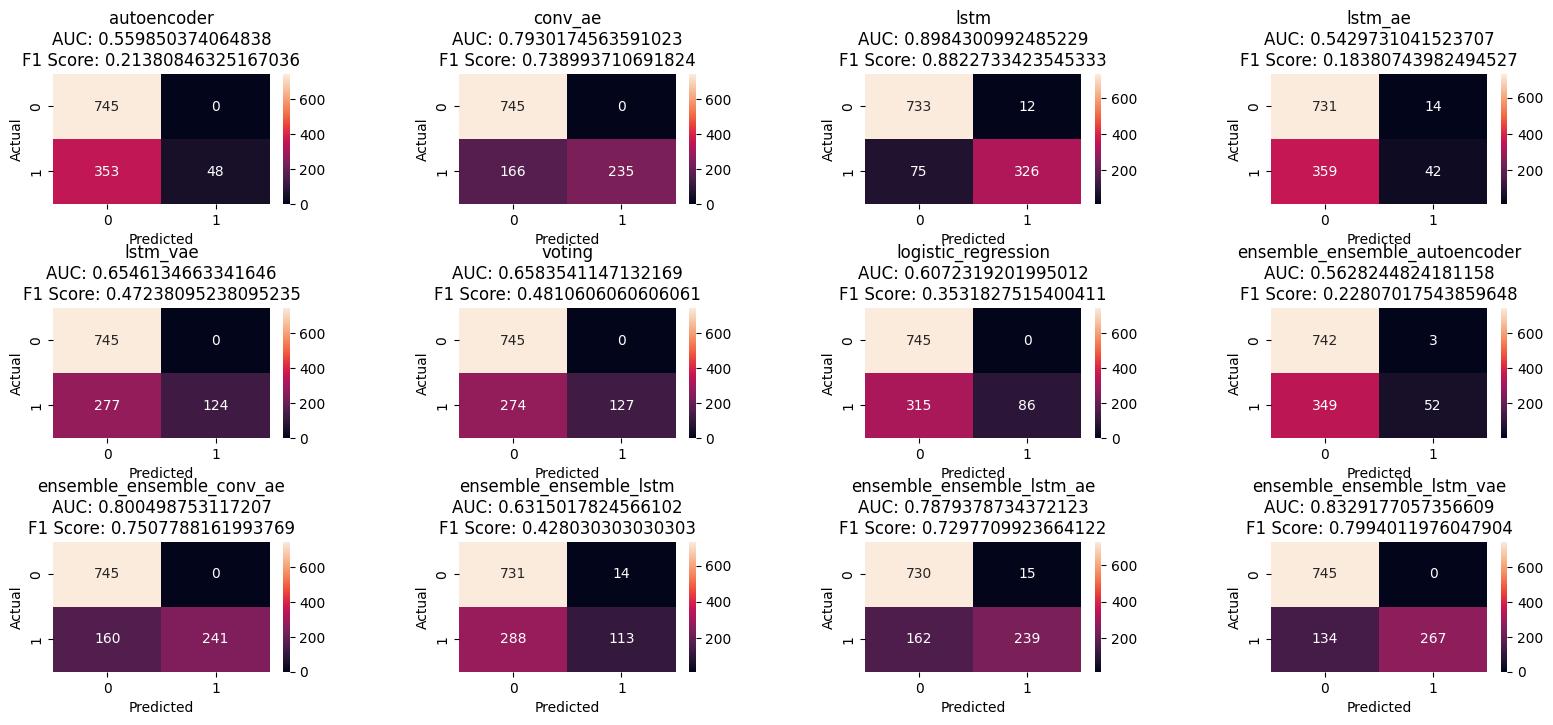 autoencoder
AUC: 0.559850374064838
F1 Score: 0.21380846325167036
745
0
353
48
0
1
Actual
0
1
Predicted
600
400
200
0
conv_ae
AUC: 0.7930174563591023
F1 Score: 0.738993710691824
745
0
166
235
0
1
Actual
0
1
Predicted
600
400
200
0
lstm
AUC: 0.8984300992485229
F1 Score: 0.8822733423545333
733
12
75
326
0
1
Actual
0
1
Predicted
600
400
200
lstm_ae
AUC: 0.5429731041523707
F1 Score: 0.18380743982494527
731
14
359
42
0
1
Actual
0
1
Predicted
600
400
200
lstm_vae
AUC: 0.6546134663341646
F1 Score: 0.47238095238095235
745
0
277
124
0
1
Actual
0
1
Predicted
600
400
200
0
voting
AUC: 0.6583541147132169
F1 Score: 0.4810606060606061
745
0
274
127
0
1
Actual
0
1
Predicted
600
400
200
0
logistic_regression
AUC: 0.6072319201995012
F1 Score: 0.3531827515400411
745
0
315
86
0
1
Actual
0
1
Predicted
600
400
200
0
ensemble_ensemble_autoencoder
AUC: 0.5628244824181158
F1 Score: 0.22807017543859648
742
3
349
52
0
1
Actual
0
1
Predicted
600
400
200
ensemble_ensemble_conv_ae
AUC: 0.800498753117207
F1 Score: 0.7507788161993769
745
0
160
241
0
1
Actual
0
1
Predicted
600
400
200
0
ensemble_ensemble_lstm
AUC: 0.6315017824566102
F1 Score: 0.428030303030303
731
14
288
113
0
1
Actual
0
1
Predicted
600
400
200
ensemble_ensemble_lstm_ae
AUC: 0.7879378734372123
F1 Score: 0.7297709923664122
730
15
162
239
0
1
Actual
0
1
Predicted
600
400
200
ensemble_ensemble_lstm_vae
AUC: 0.8329177057356609
F1 Score: 0.7994011976047904
745
0
134
267
0
1
Actual
0
1
Predicted
600
400
200
0